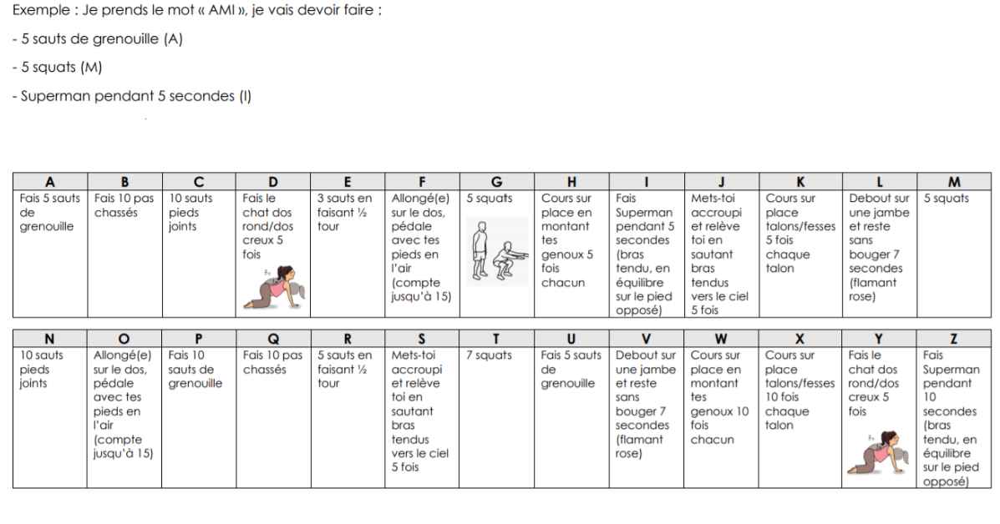 Exemple : Je prends le mot « AMI », je vais devoir faire :
- 5 sauts de grenouille (A)
- 5 squats (M)
- Superman pendant 5 secondes (I)
A
Fais 5 sauts
de
grenouille
B
Fais 10 pas
chassés
C
10 sauts
pieds
joints
D
Fais le
chat dos
rond/dos
creux 5
fois
E
3 sauts en
faisant ½
tour
F
Allongé(e)
sur le dos,
pédale
avec tes
pieds en
l'air
(compte
jusqu'à 15)
G
5 squats
H
Cours sur
place en
montant
tes
genoux 5
fois
chacun
I
Fais
Superman
pendant 5
secondes
(bras
tendu, en
équilibre
sur le pied
opposé)
J
Mets-toi
accroupi
et relève
toi en
sautant
bras
tendus
vers le ciel
5 fois
K
Cours sur
place
talons/fesses
5 fois
chaque
talon
L
Debout sur
une jambe
et reste
sans
bouger 7
secondes
(flamant
rose)
M
5 squats
N
10 sauts
pieds
joints
O
Allongé(e)
sur le dos,
pédale
avec tes
pieds en
l'air
(compte
jusqu'à 15)
P
Fais 10
sauts de
grenouille
Q
Fais 10 pas
chassés
R
5 sauts en
faisant ½
tour
S
Mets-toi
accroupi
et relève
toi en
sautant
bras
tendus
vers le ciel
5 fois
T
7 squats
U
Fais 5 sauts
de
grenouille
V
Debout sur
une jambe
et reste
sans
bouger 7
secondes
(flamant
rose)
W
Cours sur
place en
montant
tes
genoux 10
fois
chacun
X
Cours sur
place
talons/fesses
10 fois
chaque
talon
Y
Fais le
chat dos
rond/dos
creux 5
fois
Z
Fais
Superman
pendant
10
secondes
(bras
tendu, en
équilibre
sur le pied
opposé)